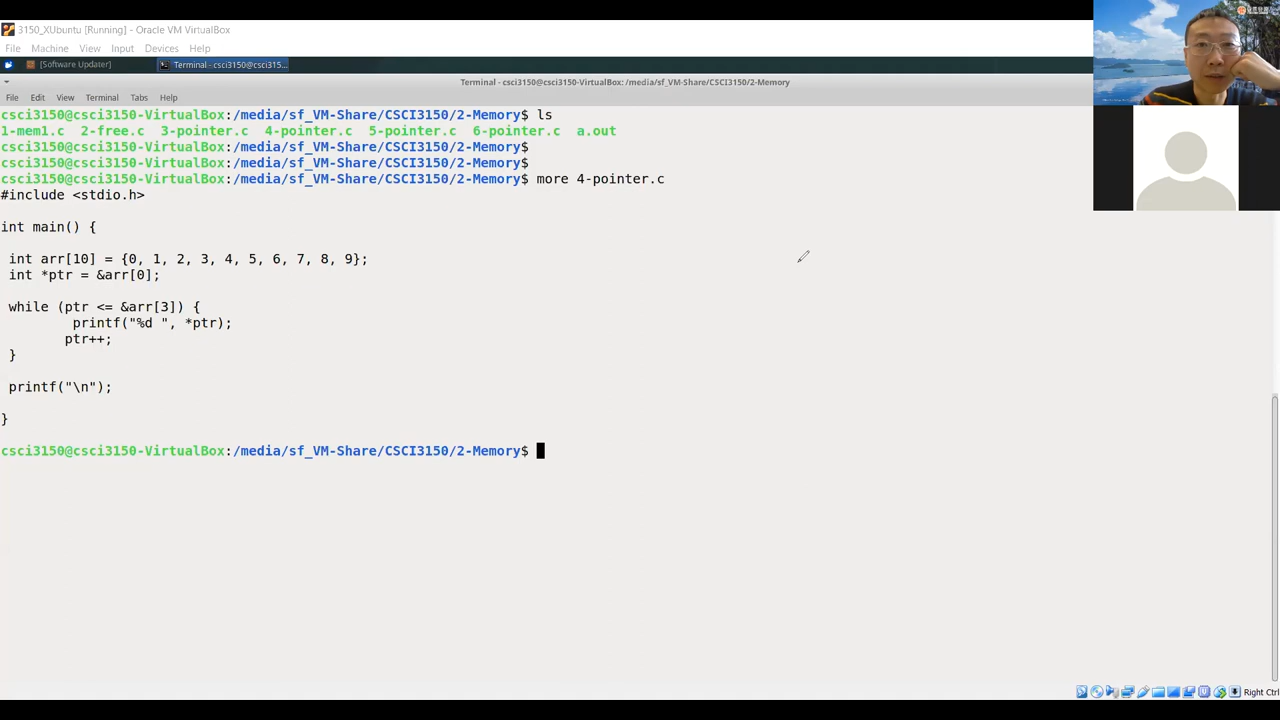 3150_XUbuntu [Running] - Oracle VM VirtualBox
File Machine View Input Devices Help
[Software Updater] Terminal - csci3150@csci315...
Terminal - csci3150@csci3150-VirtualBox: /media/sf_VM-Share/CSCI3150/2-Memory
File Edit View Terminal Tabs Help
csci3150@csci3150-VirtualBox:/media/sf_VM-Share/CSCI3150/2-Memory$ ls
1-mem1.c 2-free.c 3-pointer.c 4-pointer.c 5-pointer.c 6-pointer.c a.out
csci3150@csci3150-VirtualBox:/media/sf_VM-Share/CSCI3150/2-Memory$
csci3150@csci3150-VirtualBox:/media/sf_VM-Share/CSCI3150/2-Memory$
csci3150@csci3150-VirtualBox:/media/sf_VM-Share/CSCI3150/2-Memory$ more 4-pointer.c
#include <stdio.h>
int main() {
int arr[10] = {0, 1, 2, 3, 4, 5, 6, 7, 8, 9};
int *ptr = &arr[0];
while (ptr <= &arr[3]) {
printf("%d ", *ptr);
ptr++;
}
printf("\n");
}
csci3150@csci3150-VirtualBox:/media/sf_VM-Share/CSCI3150/2-Memory$
Right Ctrl